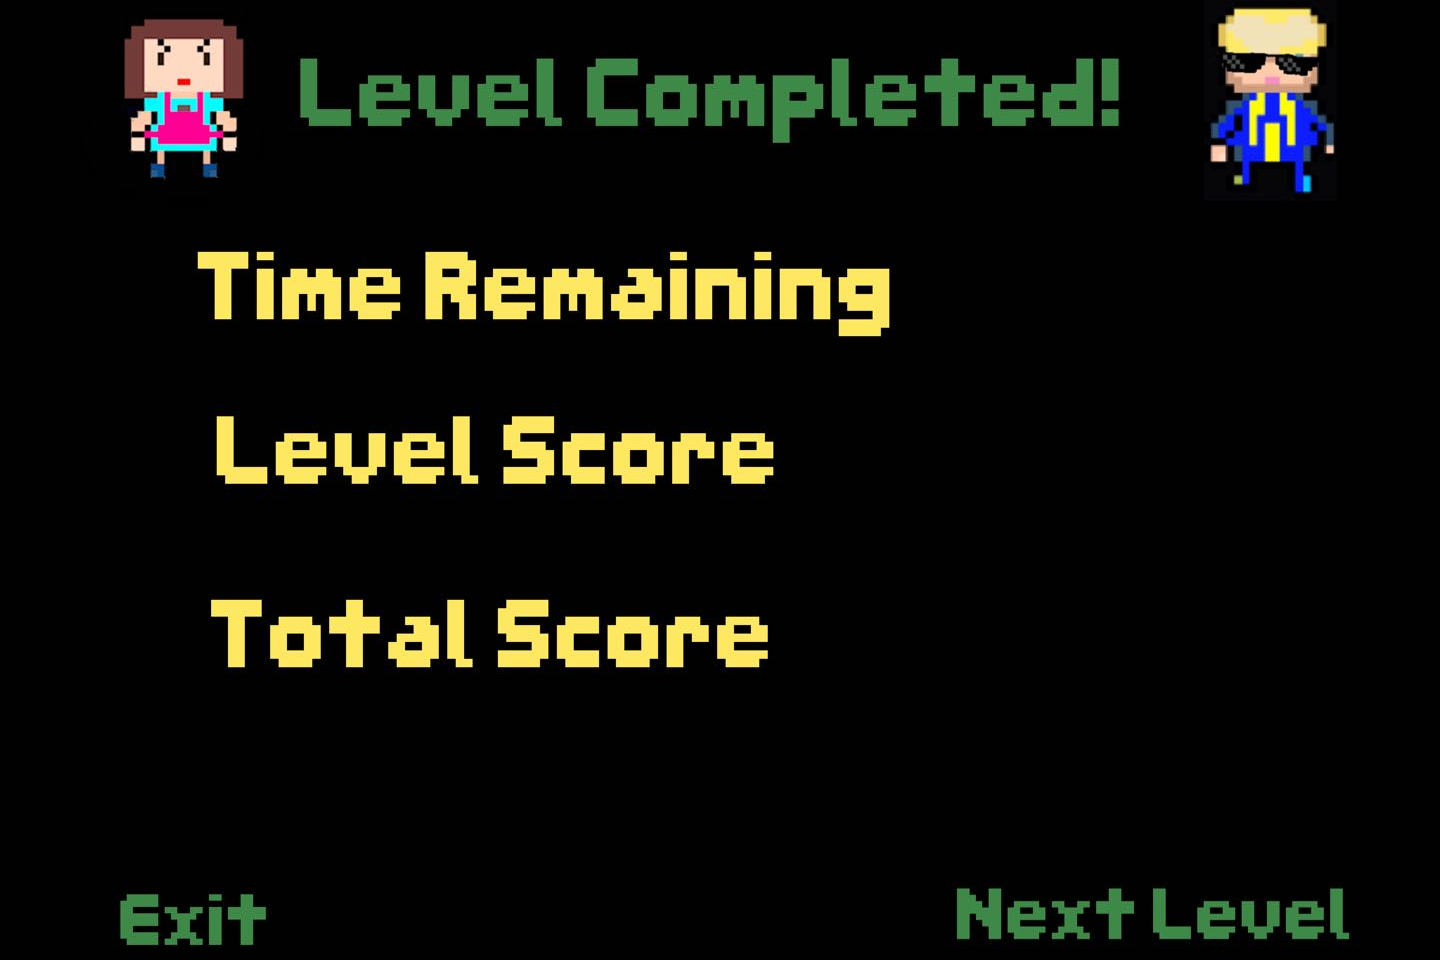 Level Completed!
Time Remaining
Level Score
Total Score
Exit
Next Level